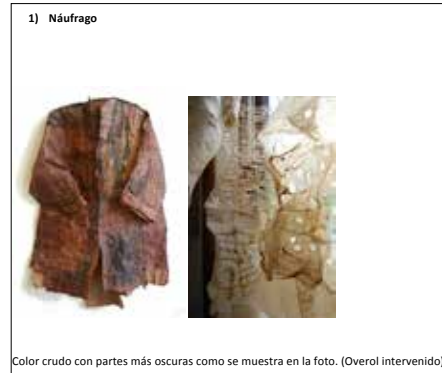 1) Náufrago
Color crudo con partes más oscuras como se muestra en la foto. (Overol intervenido)